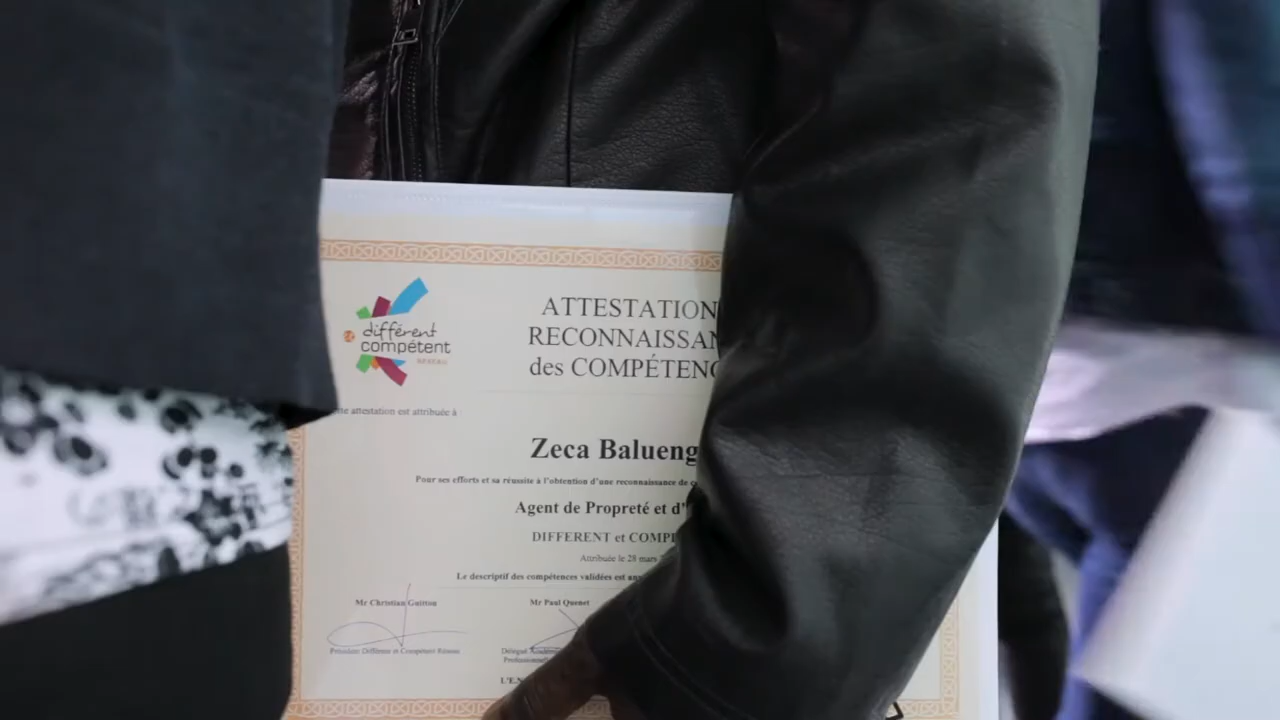 différent
compétent
ATTESTATION
RECONNAISSAN
des COMPÉTENC
attestation est attribuée à
Zeca Balueng
Pour ses efforts et sa réussite à l'obtention d'une reconnaissance de
Agent de Propreté et d'
DIFFERENT et COMP
Attribuée le 28 mars
Le descriptif des compétences validées est
Mr Christian Guitton Mr Paul Quenet
Président Différent et Compétent Réseau Délégué
Professionnel